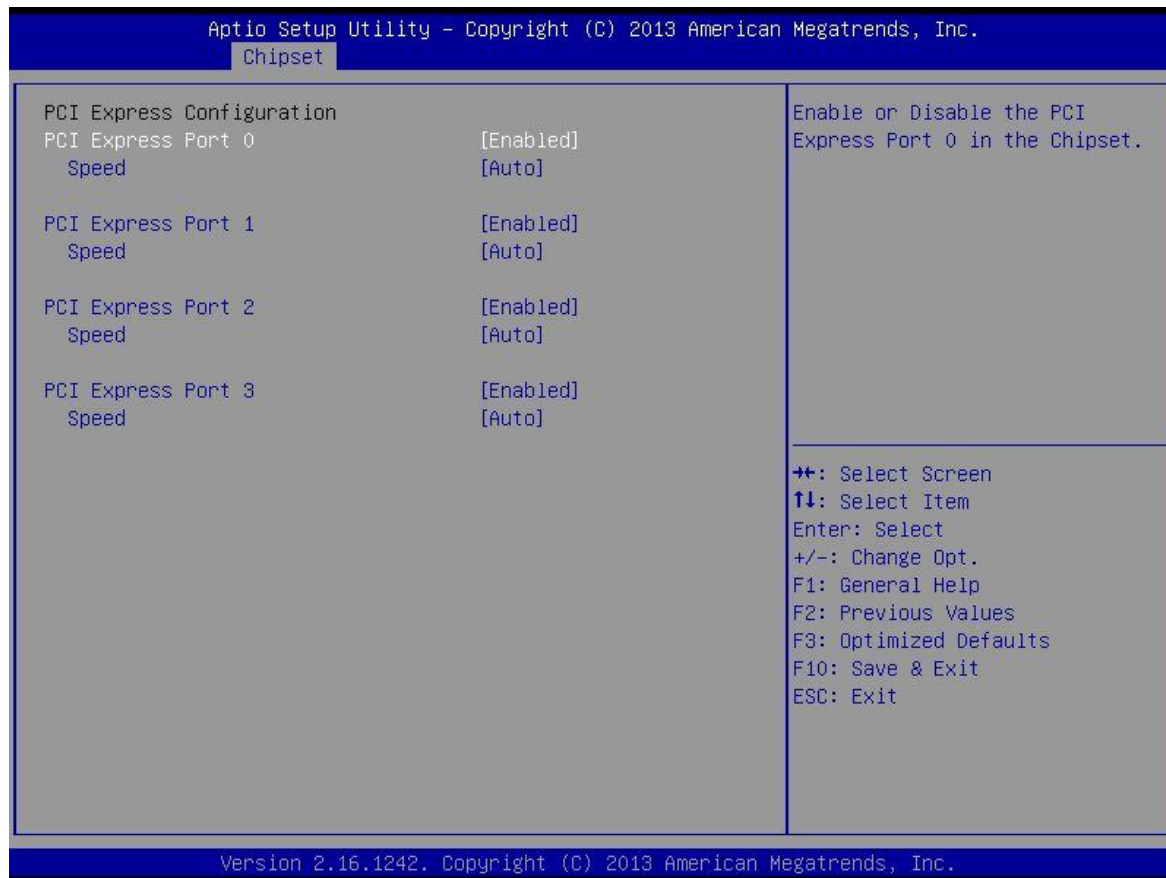 Aptio Setup Utility – Copyright (C) 2013 American Megatrends, Inc.
Chipset
PCI Express Configuration
PCI Express Port 0 [Enabled]
Speed [Auto]
PCI Express Port 1 [Enabled]
Speed [Auto]
PCI Express Port 2 [Enabled]
Speed [Auto]
PCI Express Port 3 [Enabled]
Speed [Auto]
Enable or Disable the PCI
Express Port 0 in the Chipset.
→←: Select Screen
↑↓: Select Item
Enter: Select
+/-: Change Opt.
F1: General Help
F2: Previous Values
F3: Optimized Defaults
F10: Save & Exit
ESC: Exit
Version 2.16.1242. Copyright (C) 2013 American Megatrends, Inc.